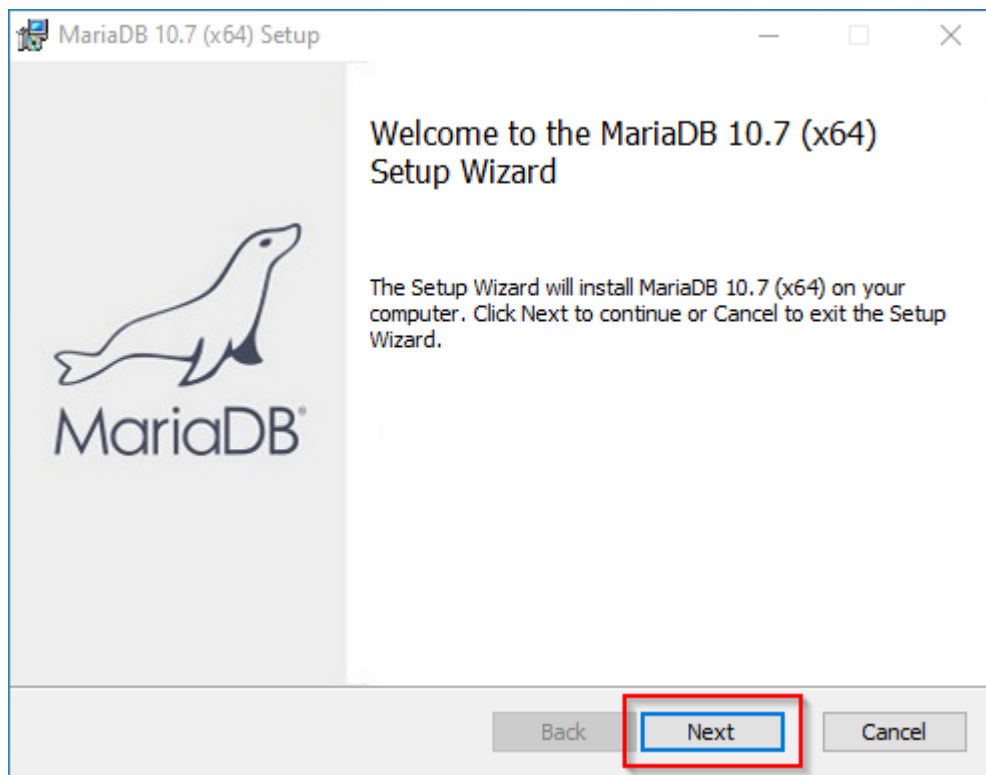 MariaDB 10.7 (x64) Setup
Welcome to the MariaDB 10.7 (x64)
Setup Wizard
The Setup Wizard will install MariaDB 10.7 (x64) on your
computer. Click Next to continue or Cancel to exit the Setup
Wizard.
MariaDB®
Back Next Cancel